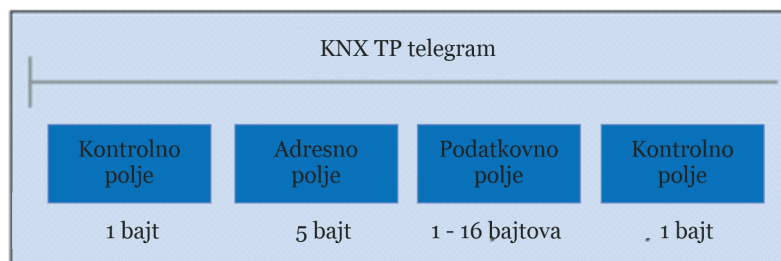 KNX TP telegram
Kontrolno polje
Adresno polje
Podatkovno polje
Kontrolno polje
1 bajt
5 bajt
1 - 16 bajtova
1 bajt